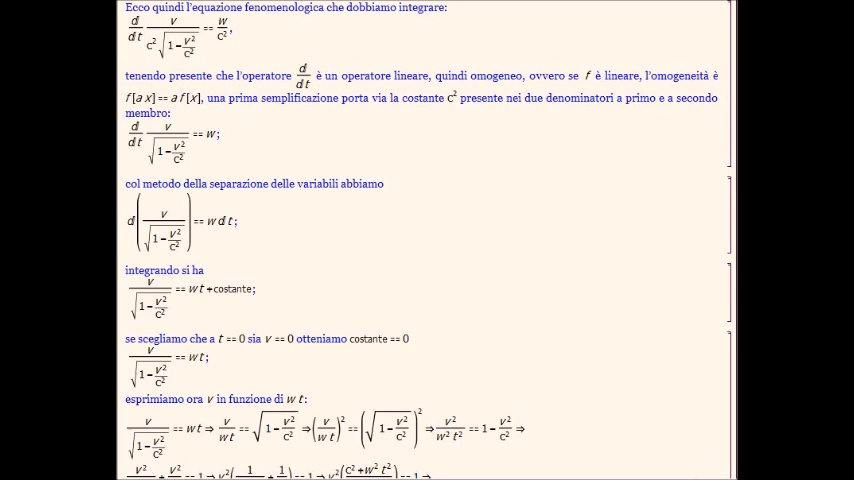 Ecco quindi l'equazione fenomenologica che dobbiamo integrare:
ⅆ/ⅆt v/(c² √(1 − v²/c²)) == w/c²,
tenendo presente che l'operatore ⅆ/ⅆt è un operatore lineare, quindi omogeneo, ovvero se f è lineare, l'omogeneità è
f[a x] == a f[x], una prima semplificazione porta via la costante c² presente nei due denominatori a primo e a secondo
membro:
ⅆ/ⅆt v/√(1 − v²/c²) == w;
col metodo della separazione delle variabili abbiamo
ⅆ(v/√(1 − v²/c²)) == w ⅆt;
integrando si ha
v/√(1 − v²/c²) == w t + costante;
se scegliamo che a t == 0 sia v == 0 otteniamo costante == 0
v/√(1 − v²/c²) == w t;
esprimiamo ora v in funzione di w t:
v/√(1 − v²/c²) == w t ⇒ v/(w t) == √(1 − v²/c²) ⇒ (v/(w t))² == (√(1 − v²/c²))² ⇒ v²/(w² t²) == 1 − v²/c² ⇒